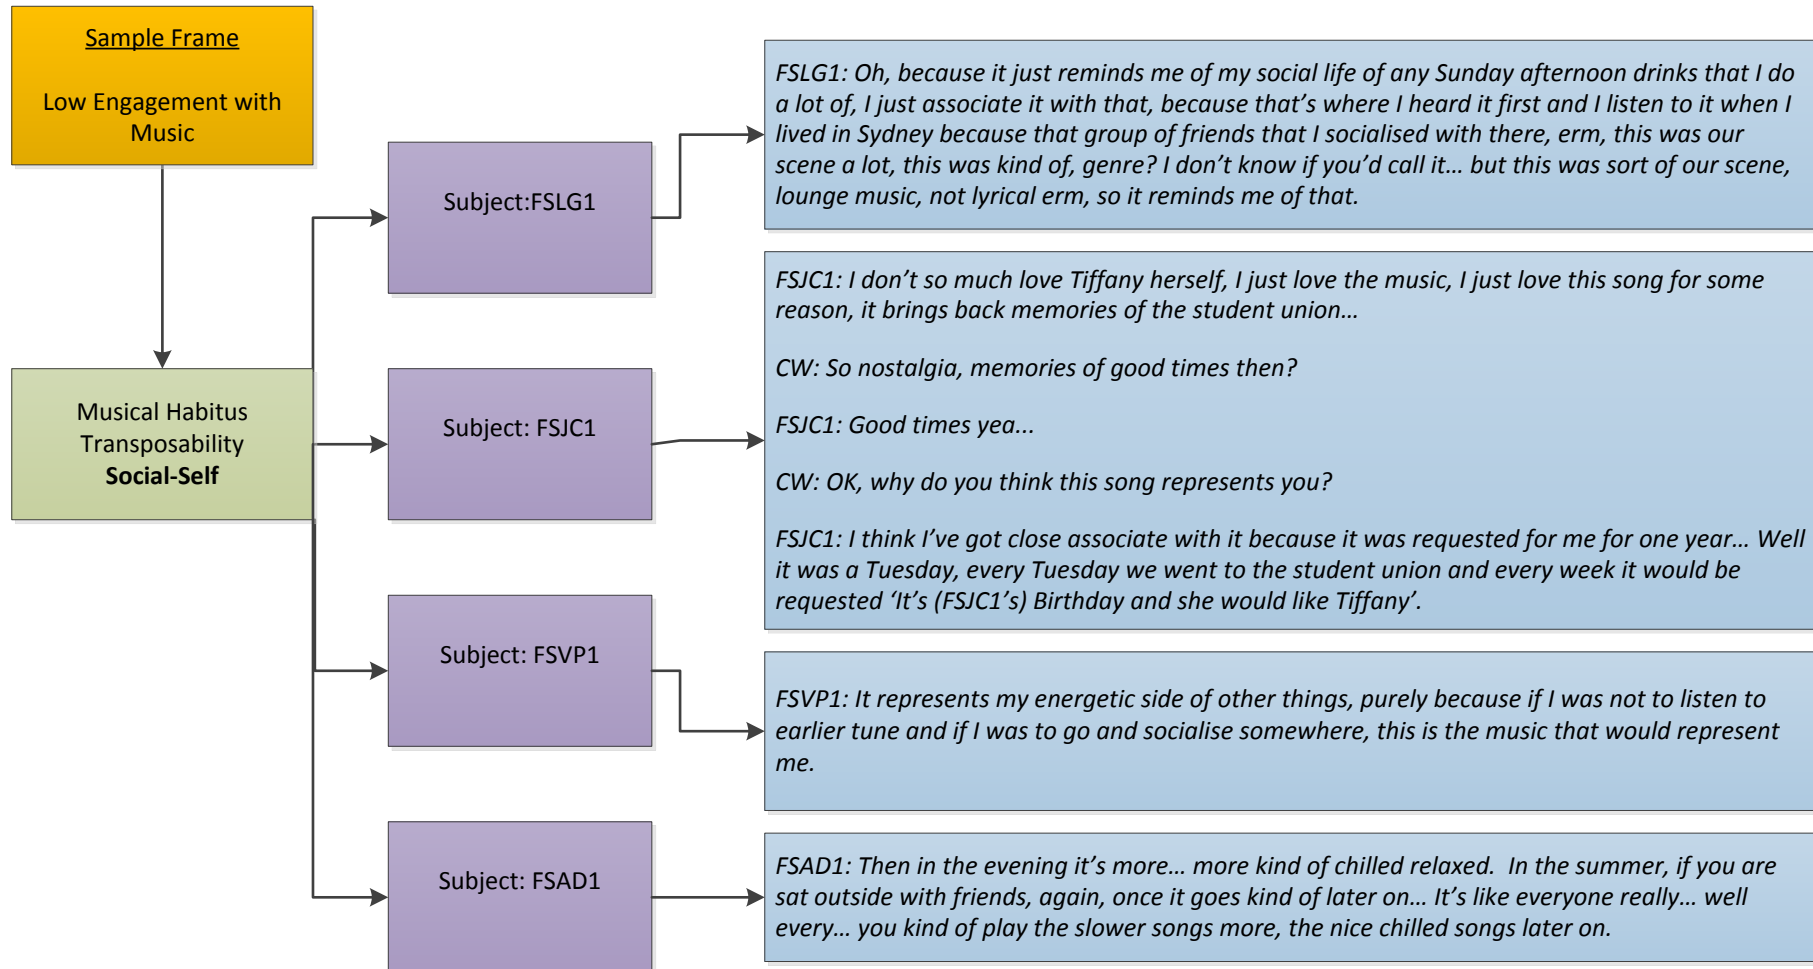 Sample Frame
Low Engagement with
Music
Musical Habitus
Transposability
Social-Self
Subject:FSLG1
FSLG1: Oh, because it just reminds me of my social life of any Sunday afternoon drinks that I do
a lot of, I just associate it with that, because that’s where I heard it first and I listen to it when I
lived in Sydney because that group of friends that I socialised with there, erm, this was our
scene a lot, this was kind of, genre? I don’t know if you’d call it… but this was sort of our scene,
lounge music, not lyrical erm, so it reminds me of that.
Subject: FSJC1
FSJC1: I don’t so much love Tiffany herself, I just love the music, I just love this song for some
reason, it brings back memories of the student union…
CW: So nostalgia, memories of good times then?
FSJC1: Good times yea...
CW: OK, why do you think this song represents you?
FSJC1: I think I’ve got close associate with it because it was requested for me for one year… Well
it was a Tuesday, every Tuesday we went to the student union and every week it would be
requested ‘It’s (FSJC1’s) Birthday and she would like Tiffany’.
Subject: FSVP1
FSVP1: It represents my energetic side of other things, purely because if I was not to listen to
earlier tune and if I was to go and socialise somewhere, this is the music that would represent
me.
Subject: FSAD1
FSAD1: Then in the evening it’s more… more kind of chilled relaxed.  In the summer, if you are
sat outside with friends, again, once it goes kind of later on… It’s like everyone really… well
every… you kind of play the slower songs more, the nice chilled songs later on.